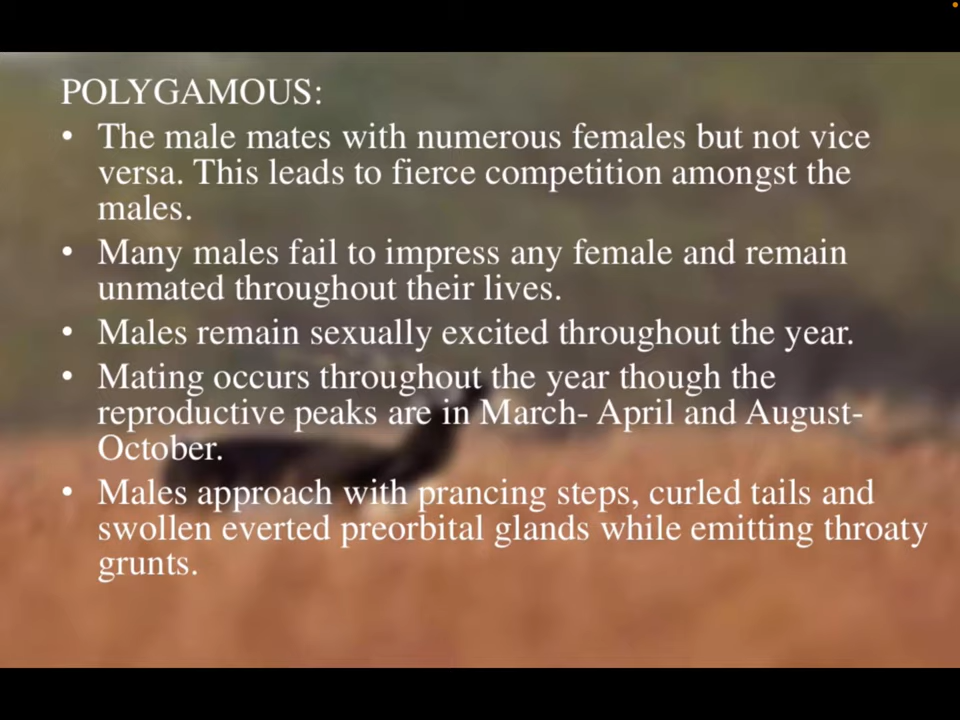 POLYGAMOUS:
• The male mates with numerous females but not vice
versa. This leads to fierce competition amongst the
males.
• Many males fail to impress any female and remain
unmated throughout their lives.
• Males remain sexually excited throughout the year.
• Mating occurs throughout the year though the
reproductive peaks are in March- April and August-
October.
• Males approach with prancing steps, curled tails and
swollen everted preorbital glands while emitting throaty
grunts.